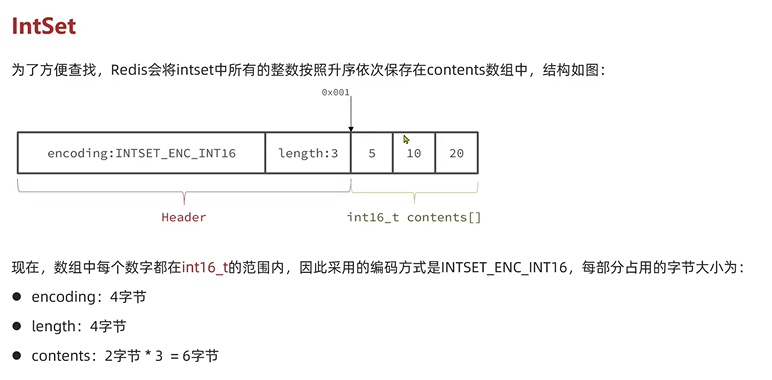 IntSet
为了方便查找，Redis会将intset中所有的整数按照升序依次保存在contents数组中，结构如图：
0x001
encoding:INTSET_ENC_INT16 length:3 5 10 20
Header int16_t contents[]
现在，数组中每个数字都在int16_t的范围内，因此采用的编码方式是INTSET_ENC_INT16，每部分占用的字节大小为：
● encoding：4字节
● length：4字节
● contents：2字节 * 3 = 6字节